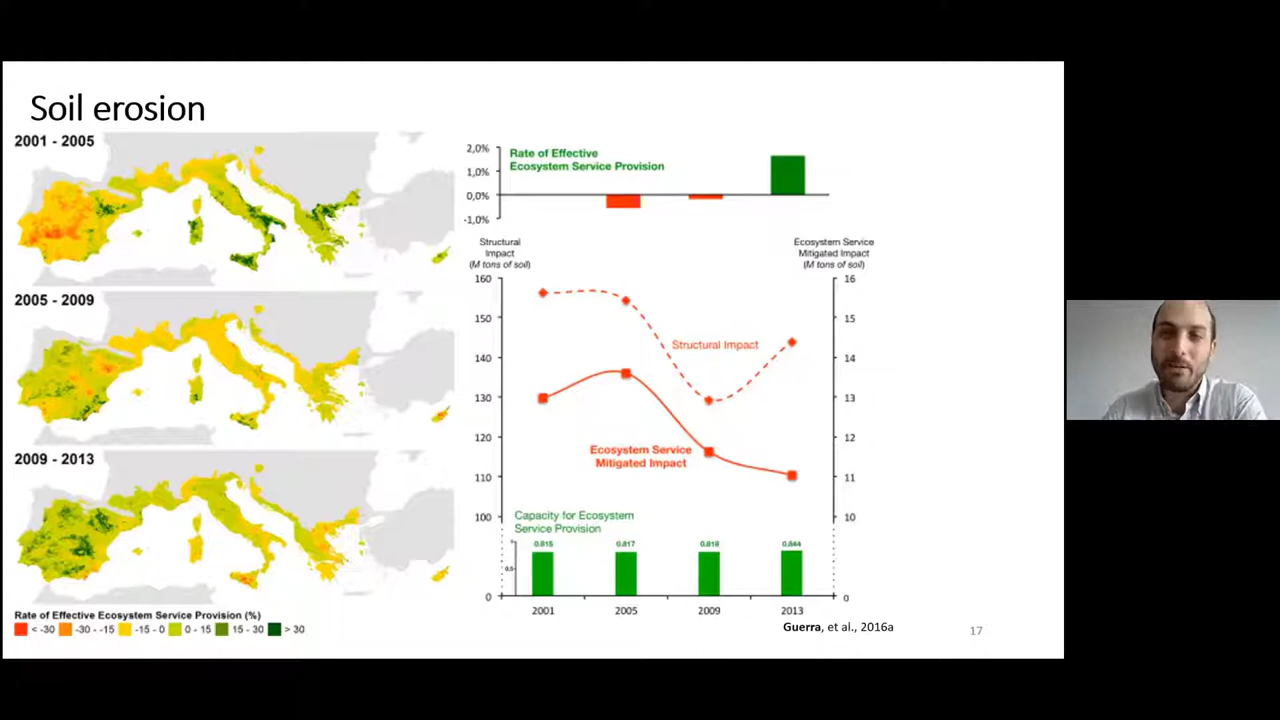 Soil erosion
2001 - 2005
2005 - 2009
2009 - 2013
Rate of Effective Ecosystem Service Provision (%)
< -30 -30 - -15 -15 - 0 0 - 15 15 - 30 > 30
2,0%
1,0%
0,0%
-1,0%
Rate of Effective
Ecosystem Service Provision
Structural
Impact
(M tons of soil)
Ecosystem Service
Mitigated Impact
(M tons of soil)
160
150
140
130
120
110
100
0
16
15
14
13
12
11
10
0
Structural Impact
Ecosystem Service
Mitigated Impact
Capacity for Ecosystem
Service Provision
0.5
0.815 0.817 0.818 0.844
2001 2005 2009 2013
Guerra, et al., 2016a
17